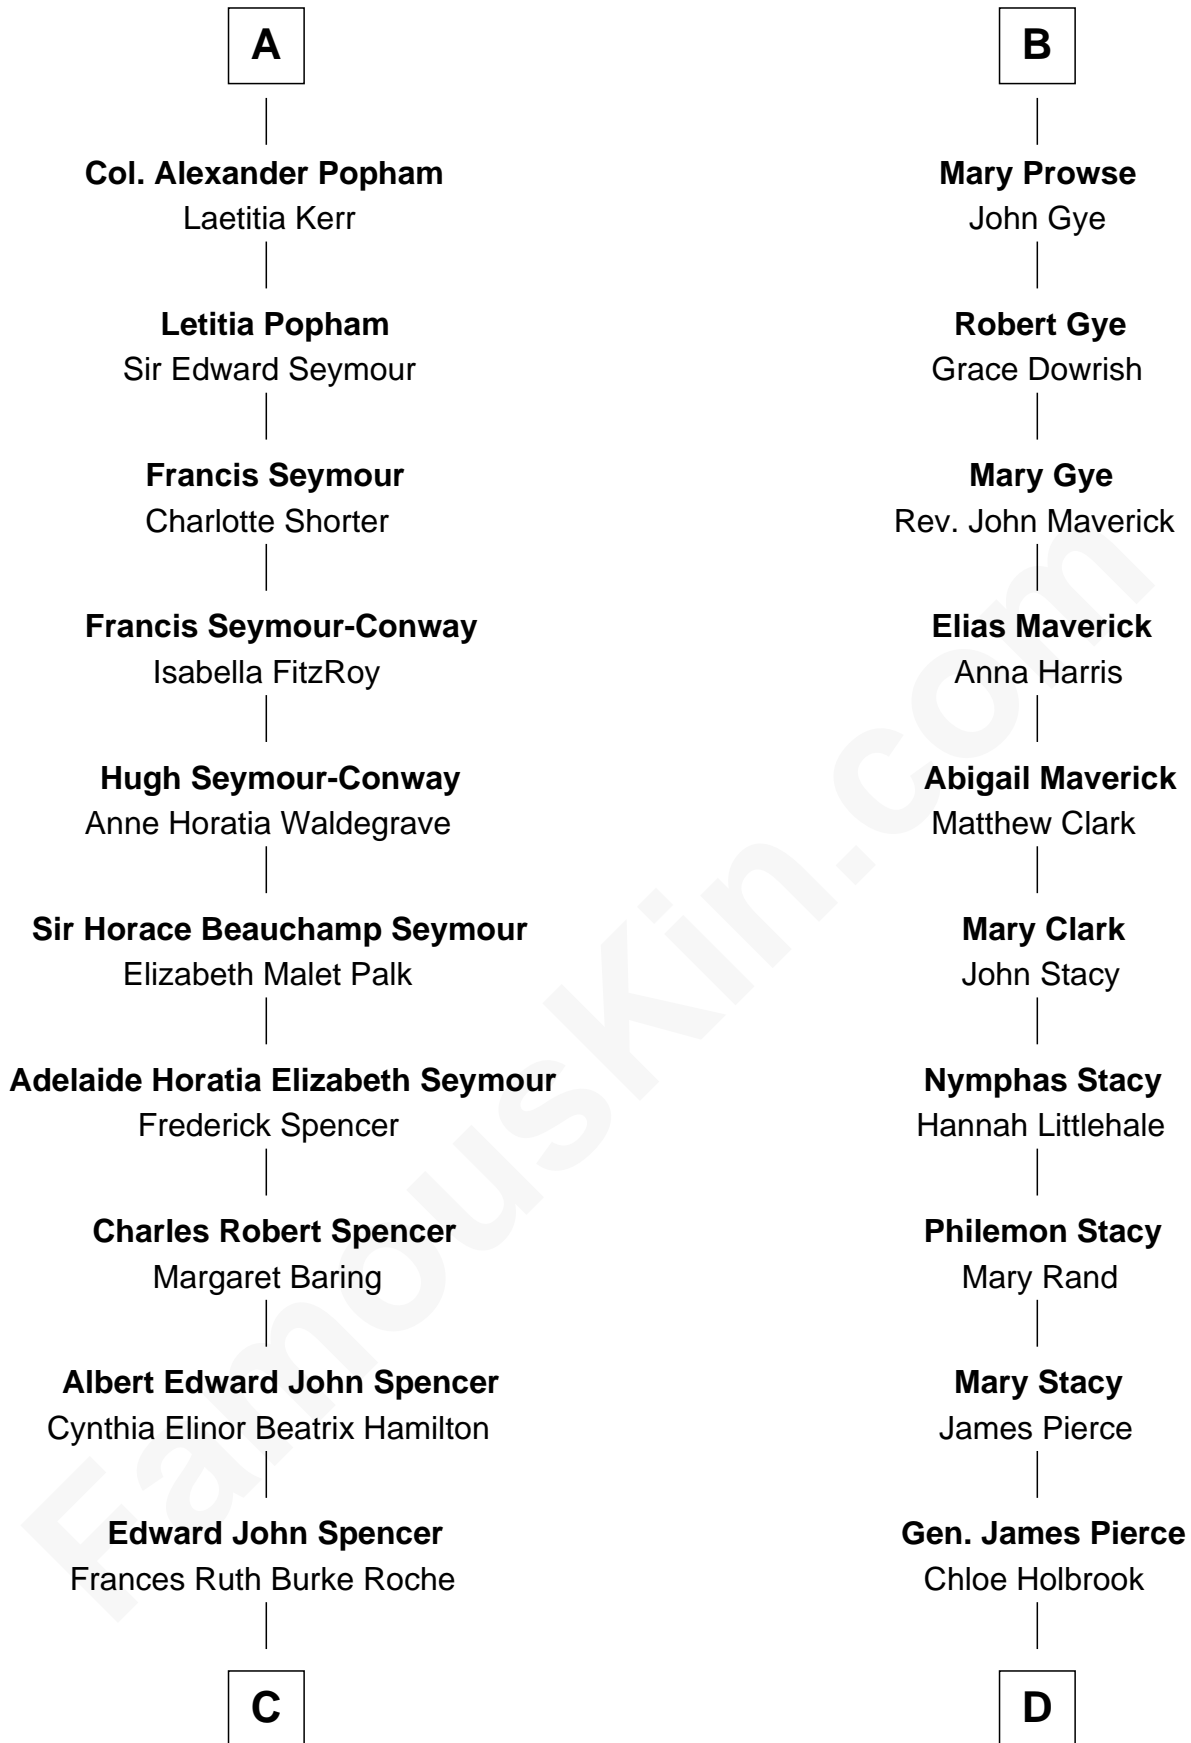 A
Col. Alexander Popham
Laetitia Kerr
Letitia Popham
Sir Edward Seymour
Francis Seymour
Charlotte Shorter
Francis Seymour-Conway
Isabella FitzRoy
Hugh Seymour-Conway
Anne Horatia Waldegrave
Sir Horace Beauchamp Seymour
Elizabeth Malet Palk
Adelaide Horatia Elizabeth Seymour
Frederick Spencer
Charles Robert Spencer
Margaret Baring
Albert Edward John Spencer
Cynthia Elinor Beatrix Hamilton
Edward John Spencer
Frances Ruth Burke Roche
C
B
Mary Prowse
John Gye
Robert Gye
Grace Dowrish
Mary Gye
Rev. John Maverick
Elias Maverick
Anna Harris
Abigail Maverick
Matthew Clark
Mary Clark
John Stacy
Nymphas Stacy
Hannah Littlehale
Philemon Stacy
Mary Rand
Mary Stacy
James Pierce
Gen. James Pierce
Chloe Holbrook
D
FamousKin.com